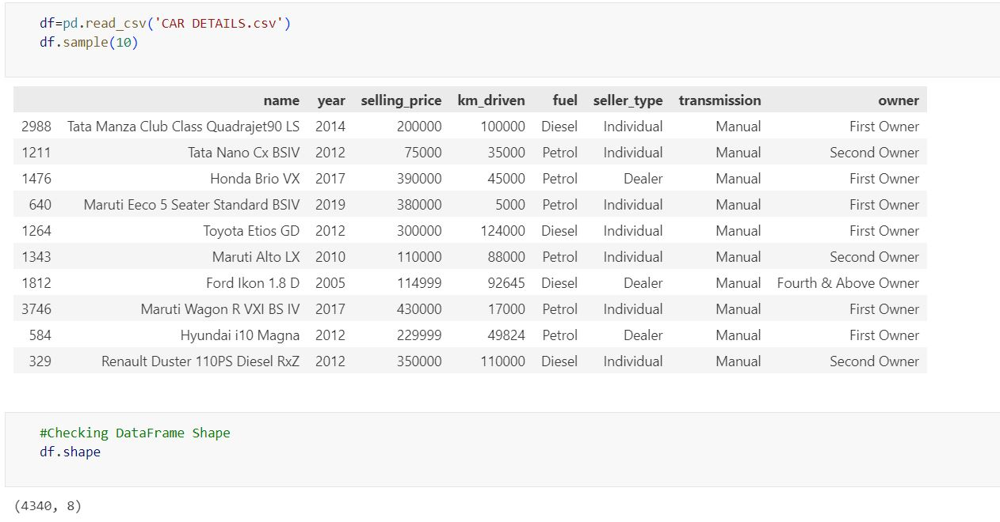 df=pd.read_csv('CAR DETAILS.csv')
df.sample(10)
name year selling_price km_driven fuel seller_type transmission owner
2988 Tata Manza Club Class Quadrajet90 LS 2014 200000 100000 Diesel Individual Manual First Owner
1211 Tata Nano Cx BSIV 2012 75000 35000 Petrol Individual Manual Second Owner
1476 Honda Brio VX 2017 390000 45000 Petrol Dealer Manual First Owner
640 Maruti Eeco 5 Seater Standard BSIV 2019 380000 5000 Petrol Individual Manual First Owner
1264 Toyota Etios GD 2012 300000 124000 Diesel Individual Manual First Owner
1343 Maruti Alto LX 2010 110000 88000 Petrol Individual Manual Second Owner
1812 Ford Ikon 1.8 D 2005 114999 92645 Diesel Dealer Manual Fourth & Above Owner
3746 Maruti Wagon R VXI BS IV 2017 430000 17000 Petrol Individual Manual First Owner
584 Hyundai i10 Magna 2012 229999 49824 Petrol Dealer Manual First Owner
329 Renault Duster 110PS Diesel RxZ 2012 350000 110000 Diesel Individual Manual Second Owner
#Checking DataFrame Shape
df.shape
(4340, 8)